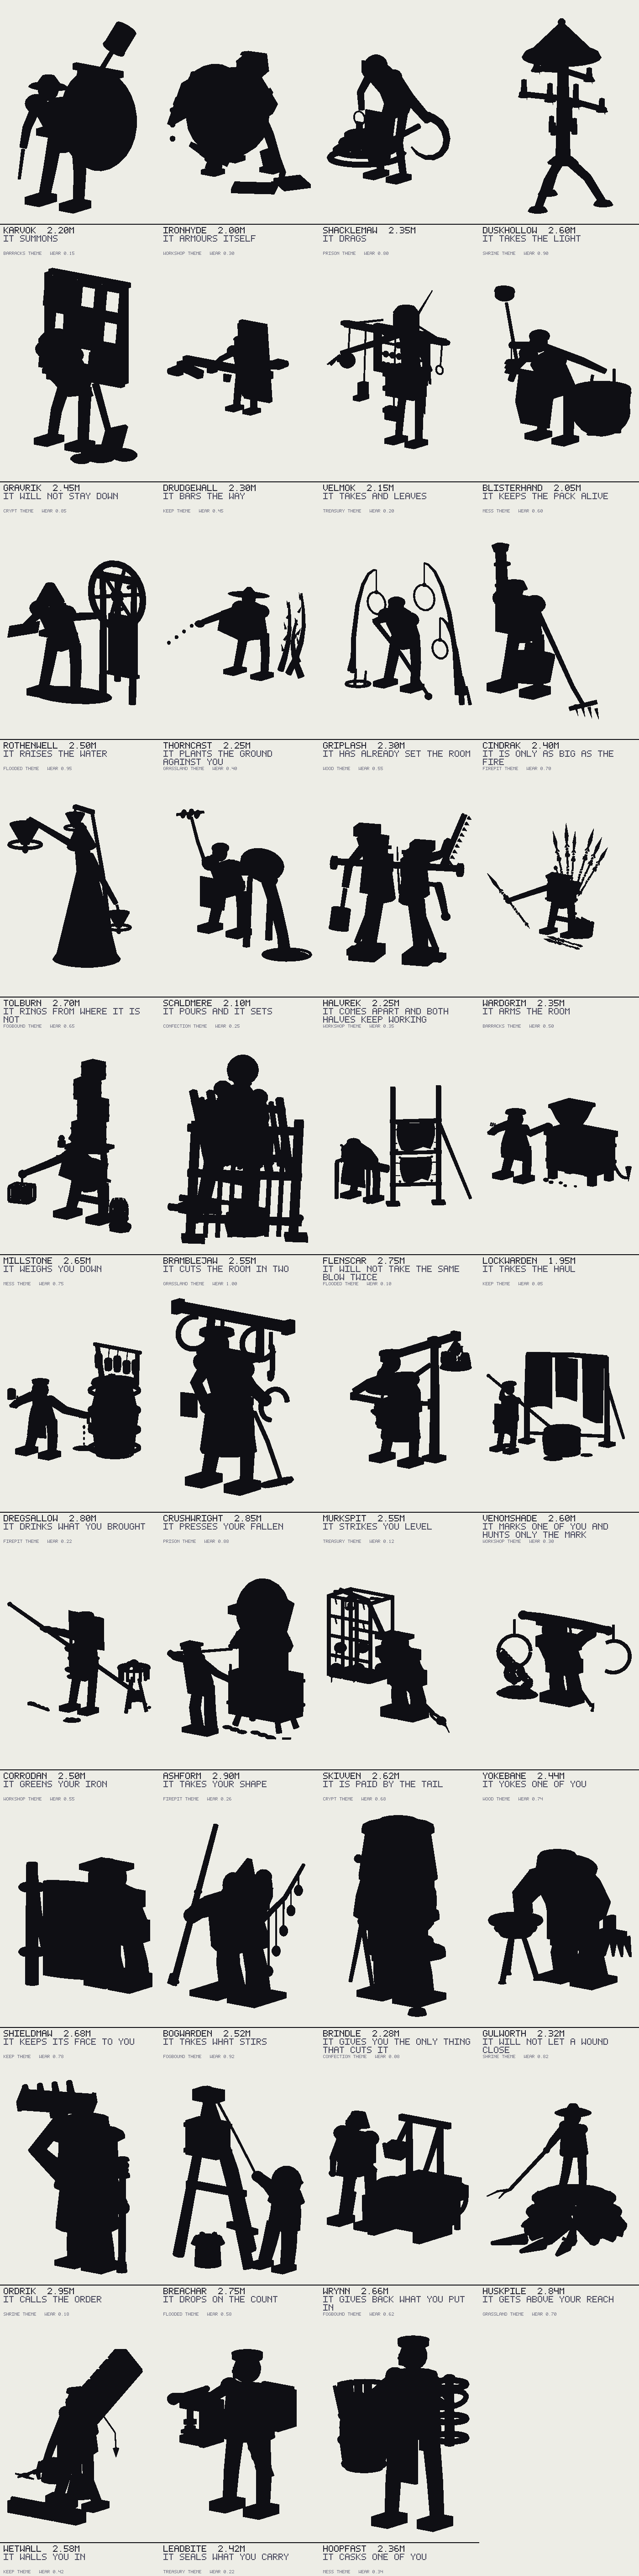 KARVOK 2.20M
IT SUMMONS
BARRACKS THEME WEAR 0.15
IRONHYDE 2.00M
IT ARMOURS ITSELF
WORKSHOP THEME WEAR 0.30
SHACKLEMAW 2.35M
IT DRAGS
PRISON THEME WEAR 0.80
DUSKHOLLOW 2.60M
IT TAKES THE LIGHT
SHRINE THEME WEAR 0.90
GRAVRIK 2.45M
IT WILL NOT STAY DOWN
CRYPT THEME WEAR 0.85
DRUDGEWALL 2.30M
IT BARS THE WAY
KEEP THEME WEAR 0.45
VELMOK 2.15M
IT TAKES AND LEAVES
TREASURY THEME WEAR 0.20
BLISTERHAND 2.05M
IT KEEPS THE PACK ALIVE
MESS THEME WEAR 0.60
ROTHENWELL 2.50M
IT RAISES THE WATER
FLOODED THEME WEAR 0.95
THORNCAST 2.25M
IT PLANTS THE GROUND
AGAINST YOU
GRASSLAND THEME WEAR 0.40
GRIPLASH 2.30M
IT HAS ALREADY SET THE ROOM
WOOD THEME WEAR 0.55
CINDRAK 2.40M
IT IS ONLY AS BIG AS THE
FIRE
FIREPIT THEME WEAR 0.70
TOLBURN 2.70M
IT RINGS FROM WHERE IT IS
NOT
FOGBOUND THEME WEAR 0.65
SCALDMERE 2.10M
IT POURS AND IT SETS
CONFECTION THEME WEAR 0.25
HALVREK 2.25M
IT COMES APART AND BOTH
HALVES KEEP WORKING
WORKSHOP THEME WEAR 0.35
WARDGRIM 2.35M
IT ARMS THE ROOM
BARRACKS THEME WEAR 0.50
MILLSTONE 2.65M
IT WEIGHS YOU DOWN
MESS THEME WEAR 0.75
BRAMBLEJAW 2.55M
IT CUTS THE ROOM IN TWO
GRASSLAND THEME WEAR 1.00
FLENSCAR 2.75M
IT WILL NOT TAKE THE SAME
BLOW TWICE
FLOODED THEME WEAR 0.10
LOCKWARDEN 1.95M
IT TAKES THE HAUL
KEEP THEME WEAR 0.05
DREGSALLOW 2.80M
IT DRINKS WHAT YOU BROUGHT
FIREPIT THEME WEAR 0.22
CRUSHWRIGHT 2.85M
IT PRESSES YOUR FALLEN
PRISON THEME WEAR 0.88
MURKSPIT 2.55M
IT STRIKES YOU LEVEL
TREASURY THEME WEAR 0.12
VENOMSHADE 2.60M
IT MARKS ONE OF YOU AND
HUNTS ONLY THE MARK
WORKSHOP THEME WEAR 0.30
CORRODAN 2.50M
IT GREENS YOUR IRON
WORKSHOP THEME WEAR 0.55
ASHFORM 2.90M
IT TAKES YOUR SHAPE
FIREPIT THEME WEAR 0.26
SKIVVEN 2.62M
IT IS PAID BY THE TAIL
CRYPT THEME WEAR 0.66
YOKEBANE 2.44M
IT YOKES ONE OF YOU
WOOD THEME WEAR 0.74
SHIELDMAW 2.68M
IT KEEPS ITS FACE TO YOU
KEEP THEME WEAR 0.78
BOGWARDEN 2.52M
IT TAKES WHAT STIRS
FOGBOUND THEME WEAR 0.92
BRINDLE 2.28M
IT GIVES YOU THE ONLY THING
THAT CUTS IT
CONFECTION THEME WEAR 0.08
GULWORTH 2.32M
IT WILL NOT LET A WOUND
CLOSE
SHRINE THEME WEAR 0.82
ORDRIK 2.95M
IT CALLS THE ORDER
SHRINE THEME WEAR 0.18
BREACHAR 2.75M
IT DROPS ON THE COUNT
FLOODED THEME WEAR 0.58
WRYNN 2.66M
IT GIVES BACK WHAT YOU PUT
IN
FOGBOUND THEME WEAR 0.62
HUSKPILE 2.84M
IT GETS ABOVE YOUR REACH
GRASSLAND THEME WEAR 0.70
WETWALL 2.58M
IT WALLS YOU IN
KEEP THEME WEAR 0.42
LEADBITE 2.42M
IT SEALS WHAT YOU CARRY
TREASURY THEME WEAR 0.22
HOOPFAST 2.36M
IT CASKS ONE OF YOU
MESS THEME WEAR 0.34